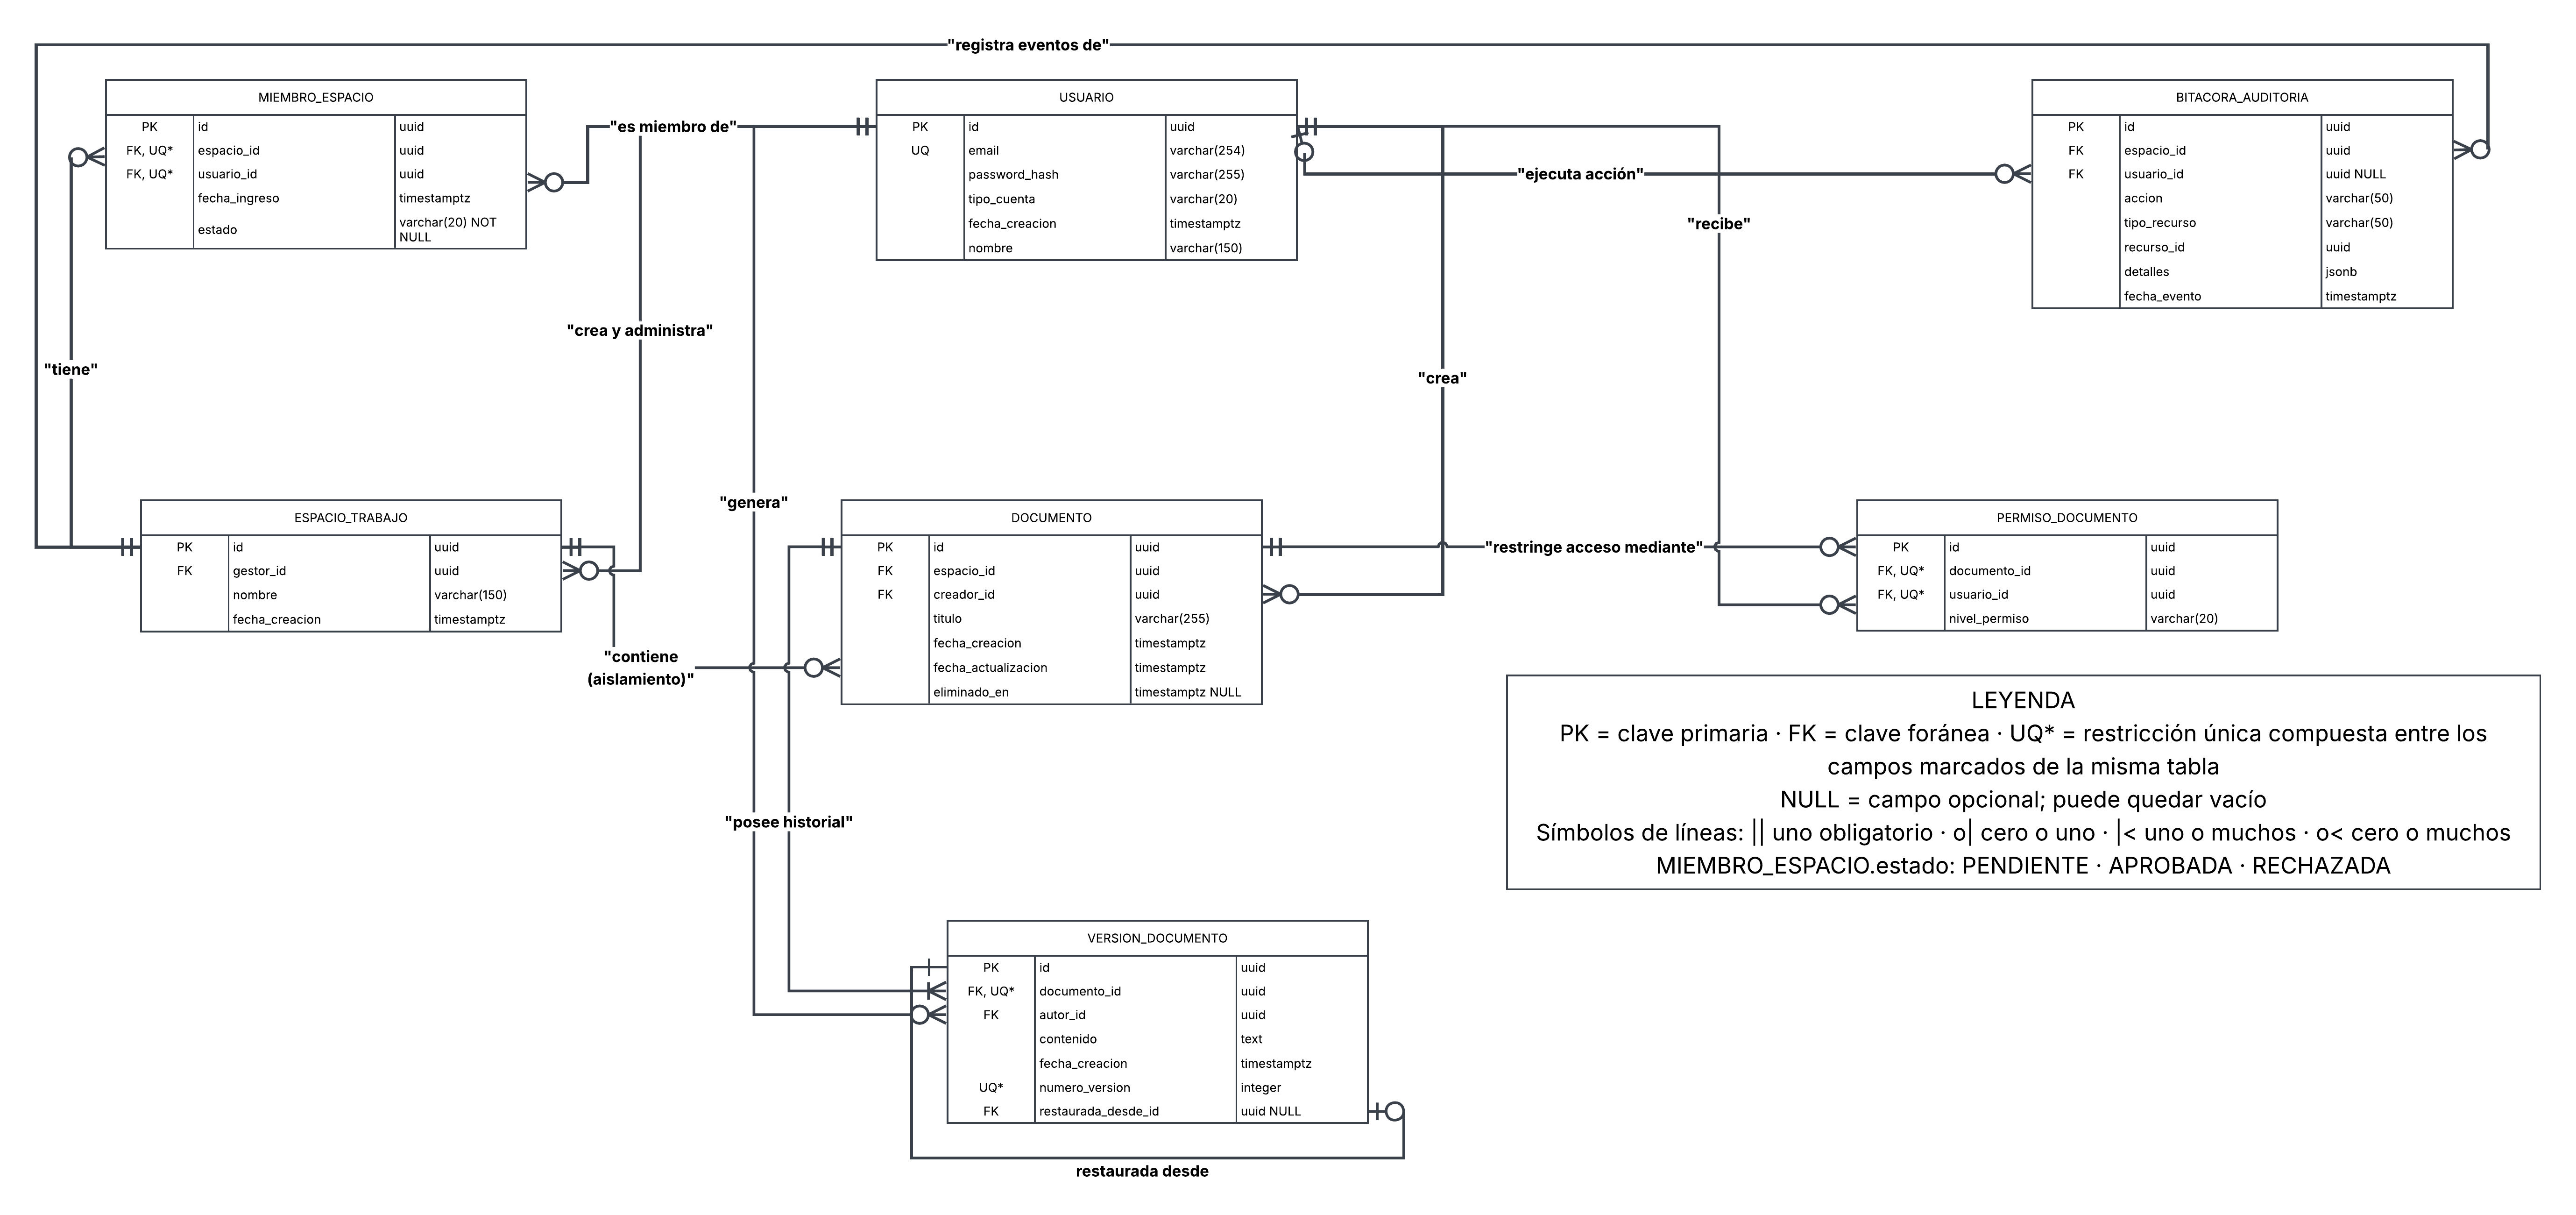 "registra eventos de"
MIEMBRO_ESPACIO
PK id uuid
FK, UQ* espacio_id uuid
FK, UQ* usuario_id uuid
fecha_ingreso timestamptz
estado varchar(20) NOT
NULL
"es miembro de"
USUARIO
PK id uuid
UQ email varchar(254)
password_hash varchar(255)
tipo_cuenta varchar(20)
fecha_creacion timestamptz
nombre varchar(150)
"ejecuta acción"
"recibe"
BITACORA_AUDITORIA
PK id uuid
FK espacio_id uuid
FK usuario_id uuid NULL
accion varchar(50)
tipo_recurso varchar(50)
recurso_id uuid
detalles jsonb
fecha_evento timestamptz
"crea y administra"
"tiene"
"crea"
"genera"
ESPACIO_TRABAJO
PK id uuid
FK gestor_id uuid
nombre varchar(150)
fecha_creacion timestamptz
"contiene
(aislamiento)"
DOCUMENTO
PK id uuid
FK espacio_id uuid
FK creador_id uuid
titulo varchar(255)
fecha_creacion timestamptz
fecha_actualizacion timestamptz
eliminado_en timestamptz NULL
"restringe acceso mediante"
PERMISO_DOCUMENTO
PK id uuid
FK, UQ* documento_id uuid
FK, UQ* usuario_id uuid
nivel_permiso varchar(20)
LEYENDA
PK = clave primaria · FK = clave foránea · UQ* = restricción única compuesta entre los
campos marcados de la misma tabla
NULL = campo opcional; puede quedar vacío
Símbolos de líneas: || uno obligatorio · o| cero o uno · |< uno o muchos · o< cero o muchos
MIEMBRO_ESPACIO.estado: PENDIENTE · APROBADA · RECHAZADA
"posee historial"
VERSION_DOCUMENTO
PK id uuid
FK, UQ* documento_id uuid
FK autor_id uuid
contenido text
fecha_creacion timestamptz
UQ* numero_version integer
FK restaurada_desde_id uuid NULL
restaurada desde